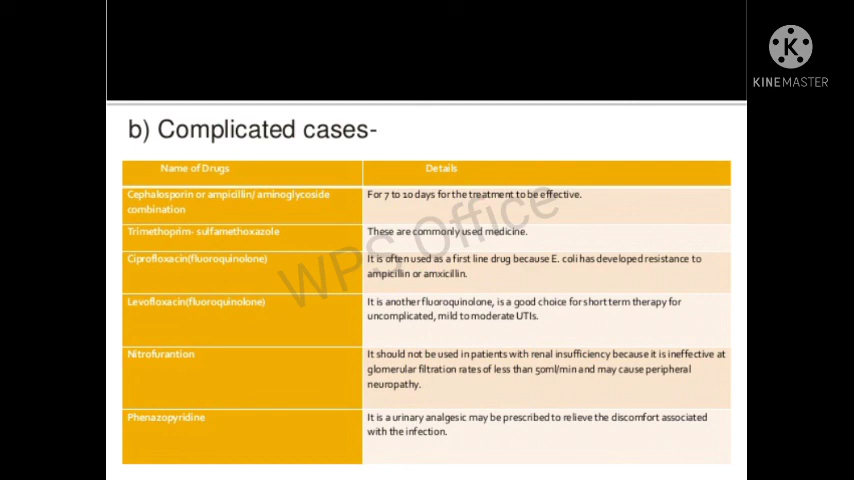 K
KINEMASTER
b) Complicated cases-
Name of Drugs
Details
Cephalosporin or ampicillin/ aminoglycoside
combination
For 7 to 10 days for the treatment to be effective.
Trimethoprim- sulfamethoxazole
These are commonly used medicine.
Ciprofloxacin(fluoroquinolone)
It is often used as a first line drug because E. coli has developed resistance to
ampicillin or amxicillin.
Levofloxacin(fluoroquinolone)
It is another fluoroquinolone, is a good choice for short term therapy for
uncomplicated, mild to moderate UTIs.
Nitrofurantion
It should not be used in patients with renal insufficiency because it is ineffective at
glomerular filtration rates of less than 50ml/min and may cause peripheral
neuropathy.
Phenazopyridine
It is a urinary analgesic may be prescribed to relieve the discomfort associated
with the infection.
WPS Office